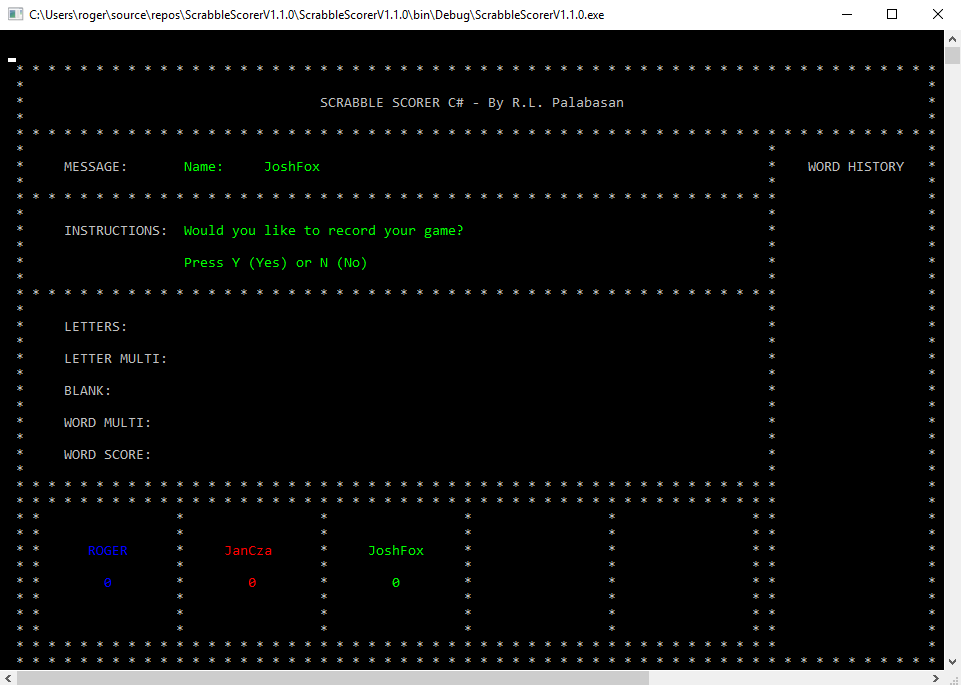 C:\Users\roger\source\repos\ScrabbleScorerV1.1.0\ScrabbleScorerV1.1.0\bin\Debug\ScrabbleScorerV1.1.0.exe
SCRABBLE SCORER C# - By R.L. Palabasan
MESSAGE: Name: JoshFox
WORD HISTORY
INSTRUCTIONS: Would you like to record your game?
Press Y (Yes) or N (No)
LETTERS:
LETTER MULTI:
BLANK:
WORD MULTI:
WORD SCORE:
ROGER JanCza JoshFox
0 0 0